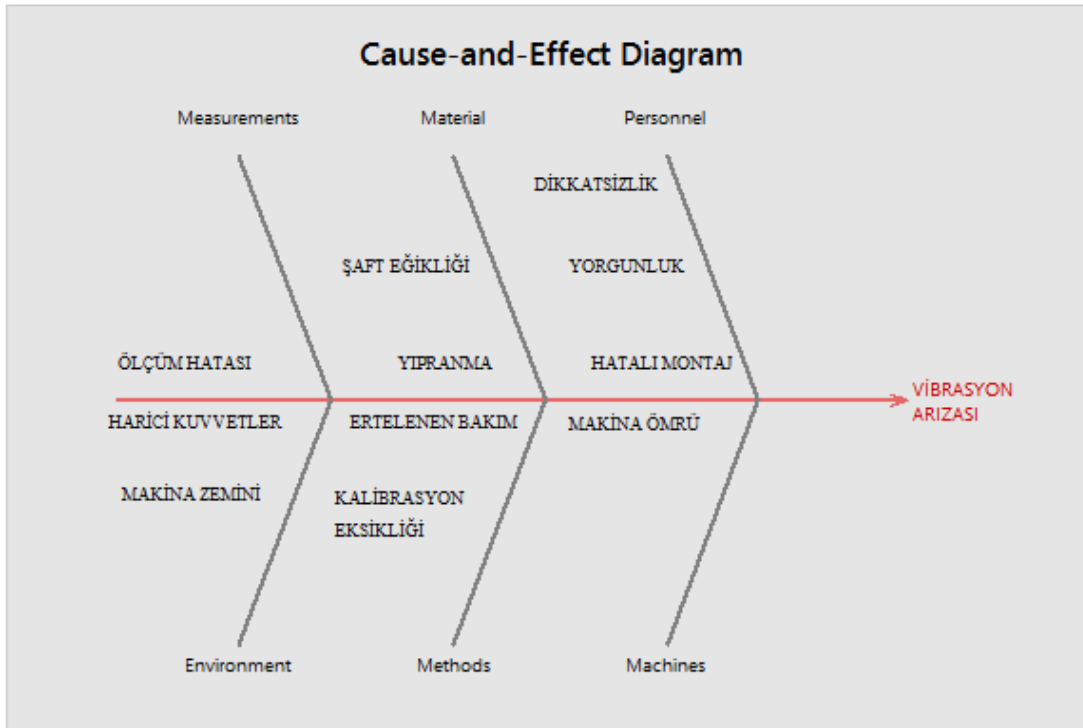 Cause-and-Effect Diagram
Measurements
Material
Personnel
DİKKATSİZLİK
ŞAFT EĞİKLİĞİ
YORGUNLUK
ÖLÇÜM HATASI
YIPRANMA
HATALI MONTAJ
VİBRASYON
ARIZASI
HARİCİ KUVVETLER
ERTELENEN BAKIM
MAKİNA ÖMRÜ
MAKİNA ZEMİNİ
KALİBRASYON
EKSİKLİĞİ
Environment
Methods
Machines